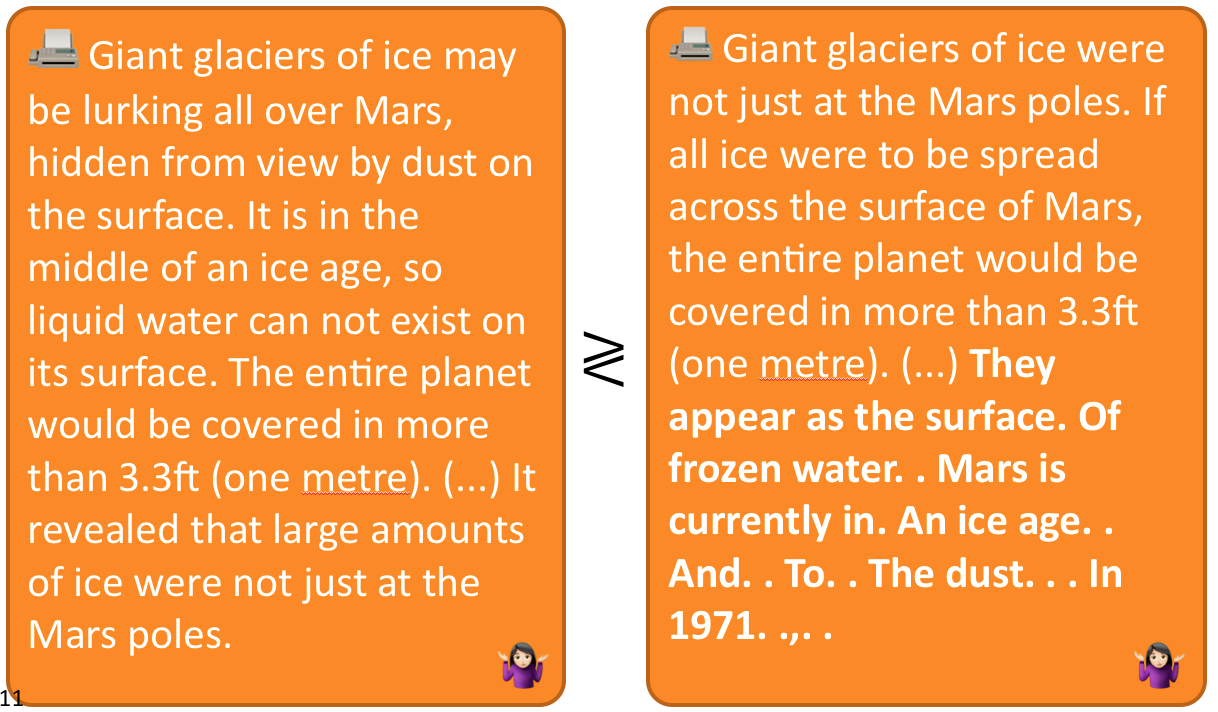 Giant glaciers of ice may
be lurking all over Mars,
hidden from view by dust on
the surface. It is in the
middle of an ice age, so
liquid water can not exist on
its surface. The entire planet
would be covered in more
than 3.3ft (one metre). (...) It
revealed that large amounts
of ice were not just at the
Mars poles.
⪌
Giant glaciers of ice were
not just at the Mars poles. If
all ice were to be spread
across the surface of Mars,
the entire planet would be
covered in more than 3.3ft
(one metre). (...) They
appear as the surface. Of
frozen water. . Mars is
currently in. An ice age. .
And. . To. . The dust. . . In
1971. .,. .
11